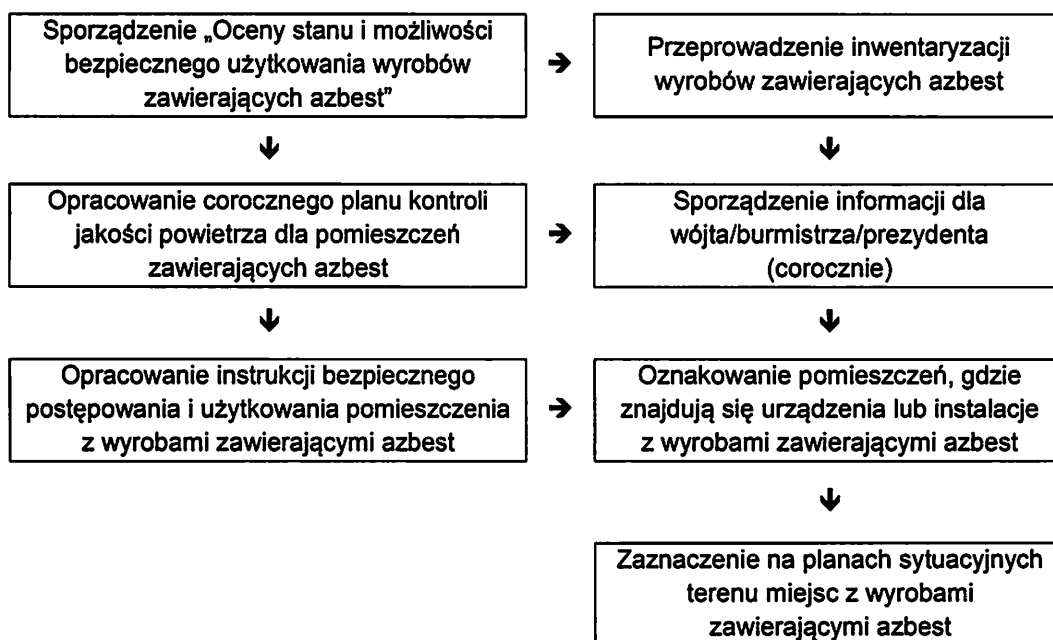 Sporządzenie „Oceny stanu i możliwości
bezpiecznego użytkowania wyrobów
zawierających azbest”
Przeprowadzenie inwentaryzacji
wyrobów zawierających azbest
Opracowanie corocznego planu kontroli
jakości powietrza dla pomieszczeń
zawierających azbest
Sporządzenie informacji dla
wójta/burmistrza/prezydenta
(corocznie)
Opracowanie instrukcji bezpiecznego
postępowania i użytkowania pomieszczenia
z wyrobami zawierającymi azbest
Oznakowanie pomieszczeń, gdzie
znajdują się urządzenia lub instalacje
z wyrobami zawierającymi azbest
Zaznaczenie na planach sytuacyjnych
terenu miejsc z wyrobami
zawierającymi azbest